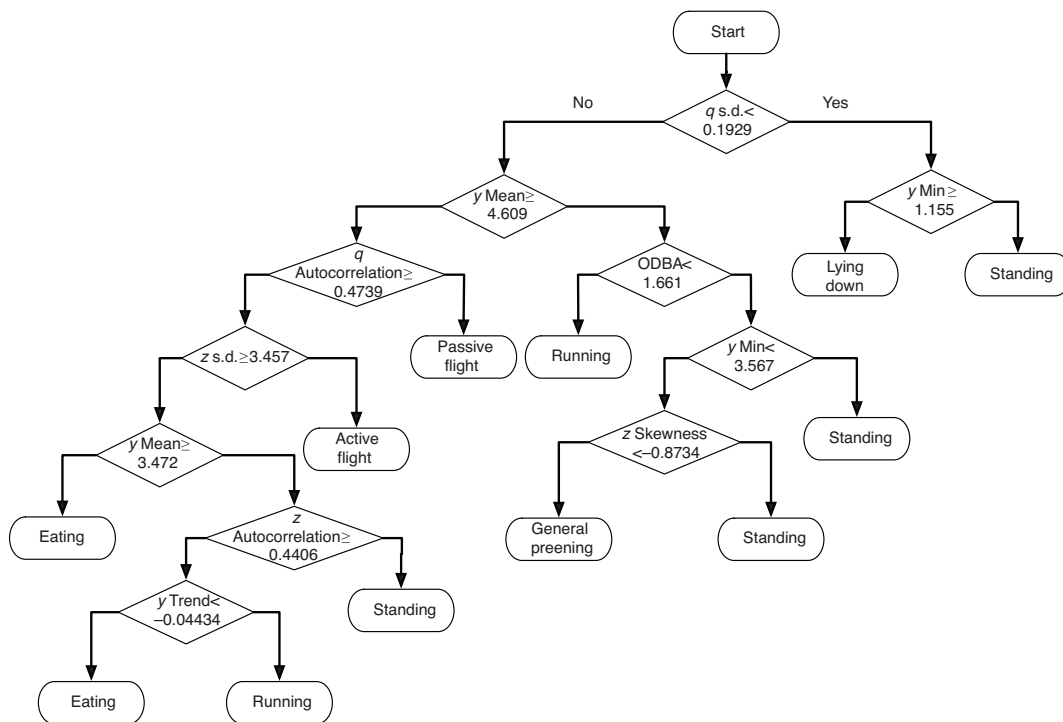 Start
No
Yes
q s.d.<
0.1929
y Mean≥
4.609
y Min≥
1.155
q
Autocorrelation≥
0.4739
ODBA<
1.661
Lying
down
Standing
z s.d.≥3.457
Passive
flight
Running
y Min<
3.567
y Mean≥
3.472
Active
flight
z Skewness
<–0.8734
Standing
Eating
z
Autocorrelation≥
0.4406
General
preening
Standing
y Trend<
–0.04434
Standing
Eating
Running